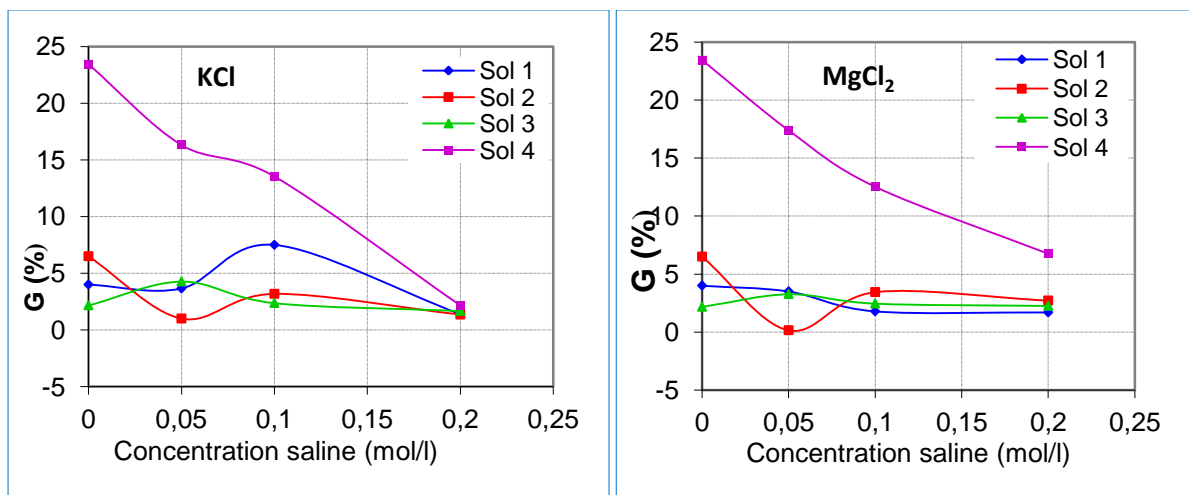 KCl
Sol 1
Sol 2
Sol 3
Sol 4
25
20
15
10
5
0
-5
G (%)
0
0,05
0,1
0,15
0,2
0,25
Concentration saline (mol/l)
MgCl₂
Sol 1
Sol 2
Sol 3
Sol 4
25
20
15
10
5
0
-5
G (%)
0
0,05
0,1
0,15
0,2
0,25
Concentration saline (mol/l)